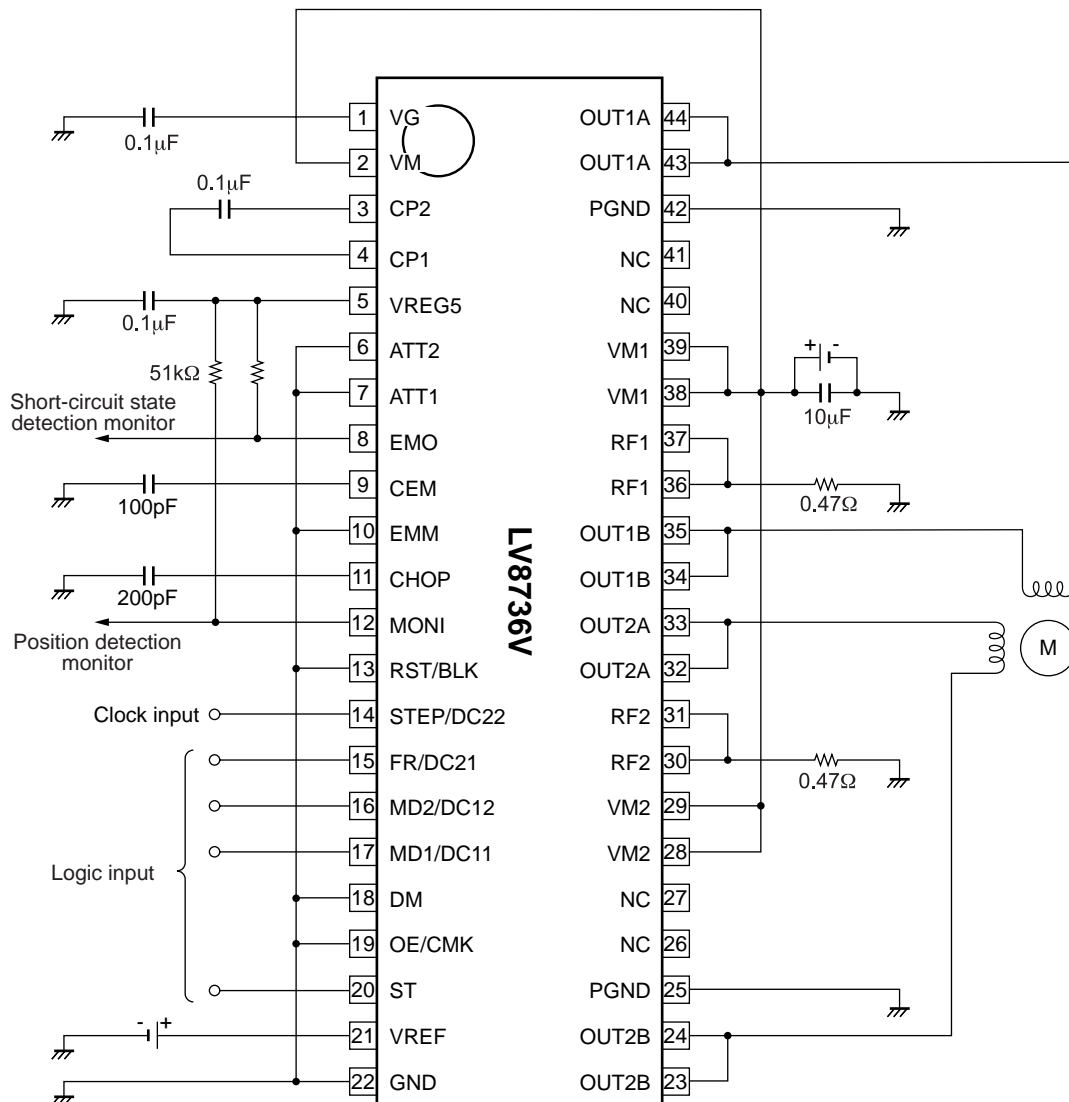 1 VG
OUT1A 44
0.1µF
2 VM
OUT1A 43
0.1µF
3 CP2
PGND 42
4 CP1
NC 41
5 VREG5
NC 40
0.1µF
6 ATT2
VM1 39
+ -
51kΩ
7 ATT1
VM1 38
10µF
Short-circuit state
detection monitor
8 EMO
RF1 37
9 CEM
RF1 36
100pF
0.47Ω
10 EMM
OUT1B 35
11 CHOP
OUT1B 34
200pF
LV8736V
12 MONI
OUT2A 33
Position detection
monitor
M
13 RST/BLK
OUT2A 32
Clock input
14 STEP/DC22
RF2 31
15 FR/DC21
RF2 30
0.47Ω
16 MD2/DC12
VM2 29
17 MD1/DC11
VM2 28
Logic input
18 DM
NC 27
19 OE/CMK
NC 26
20 ST
PGND 25
- +
21 VREF
OUT2B 24
22 GND
OUT2B 23